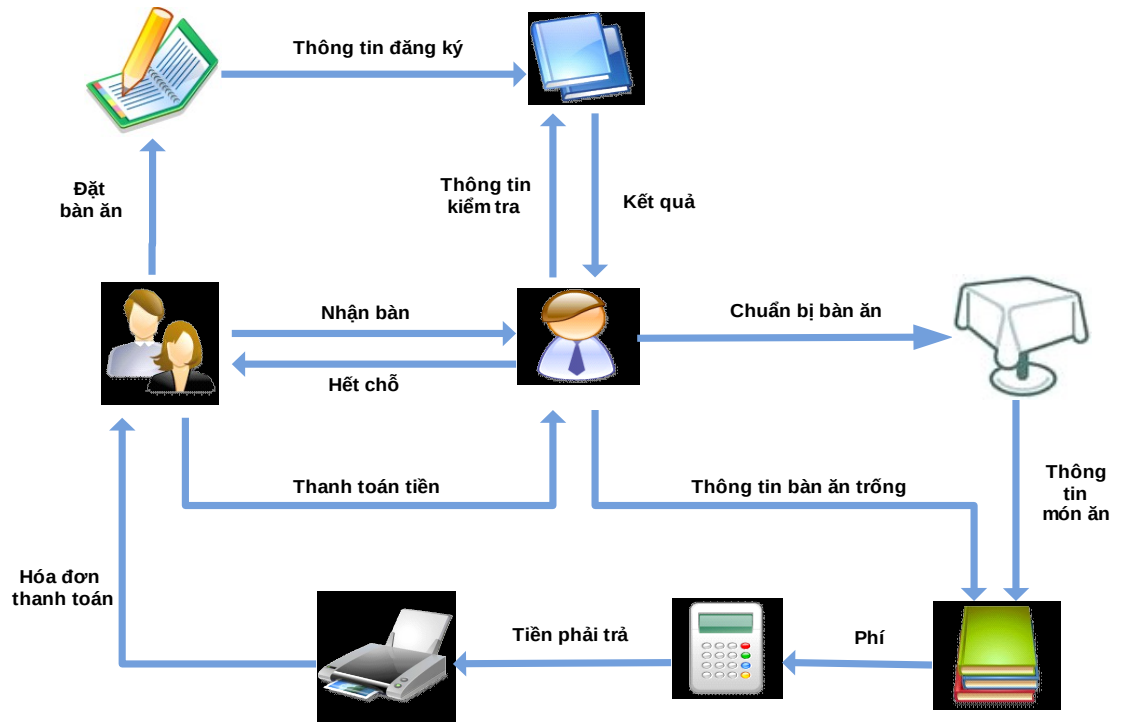 Thông tin đăng ký
Đặt
bàn ăn
Thông tin
kiểm tra
Kết quả
Nhận bàn
Hết chỗ
Chuẩn bị bàn ăn
Thanh toán tiền
Thông tin bàn ăn trống
Thông
tin
món ăn
Hóa đơn
thanh toán
Tiền phải trả
Phí